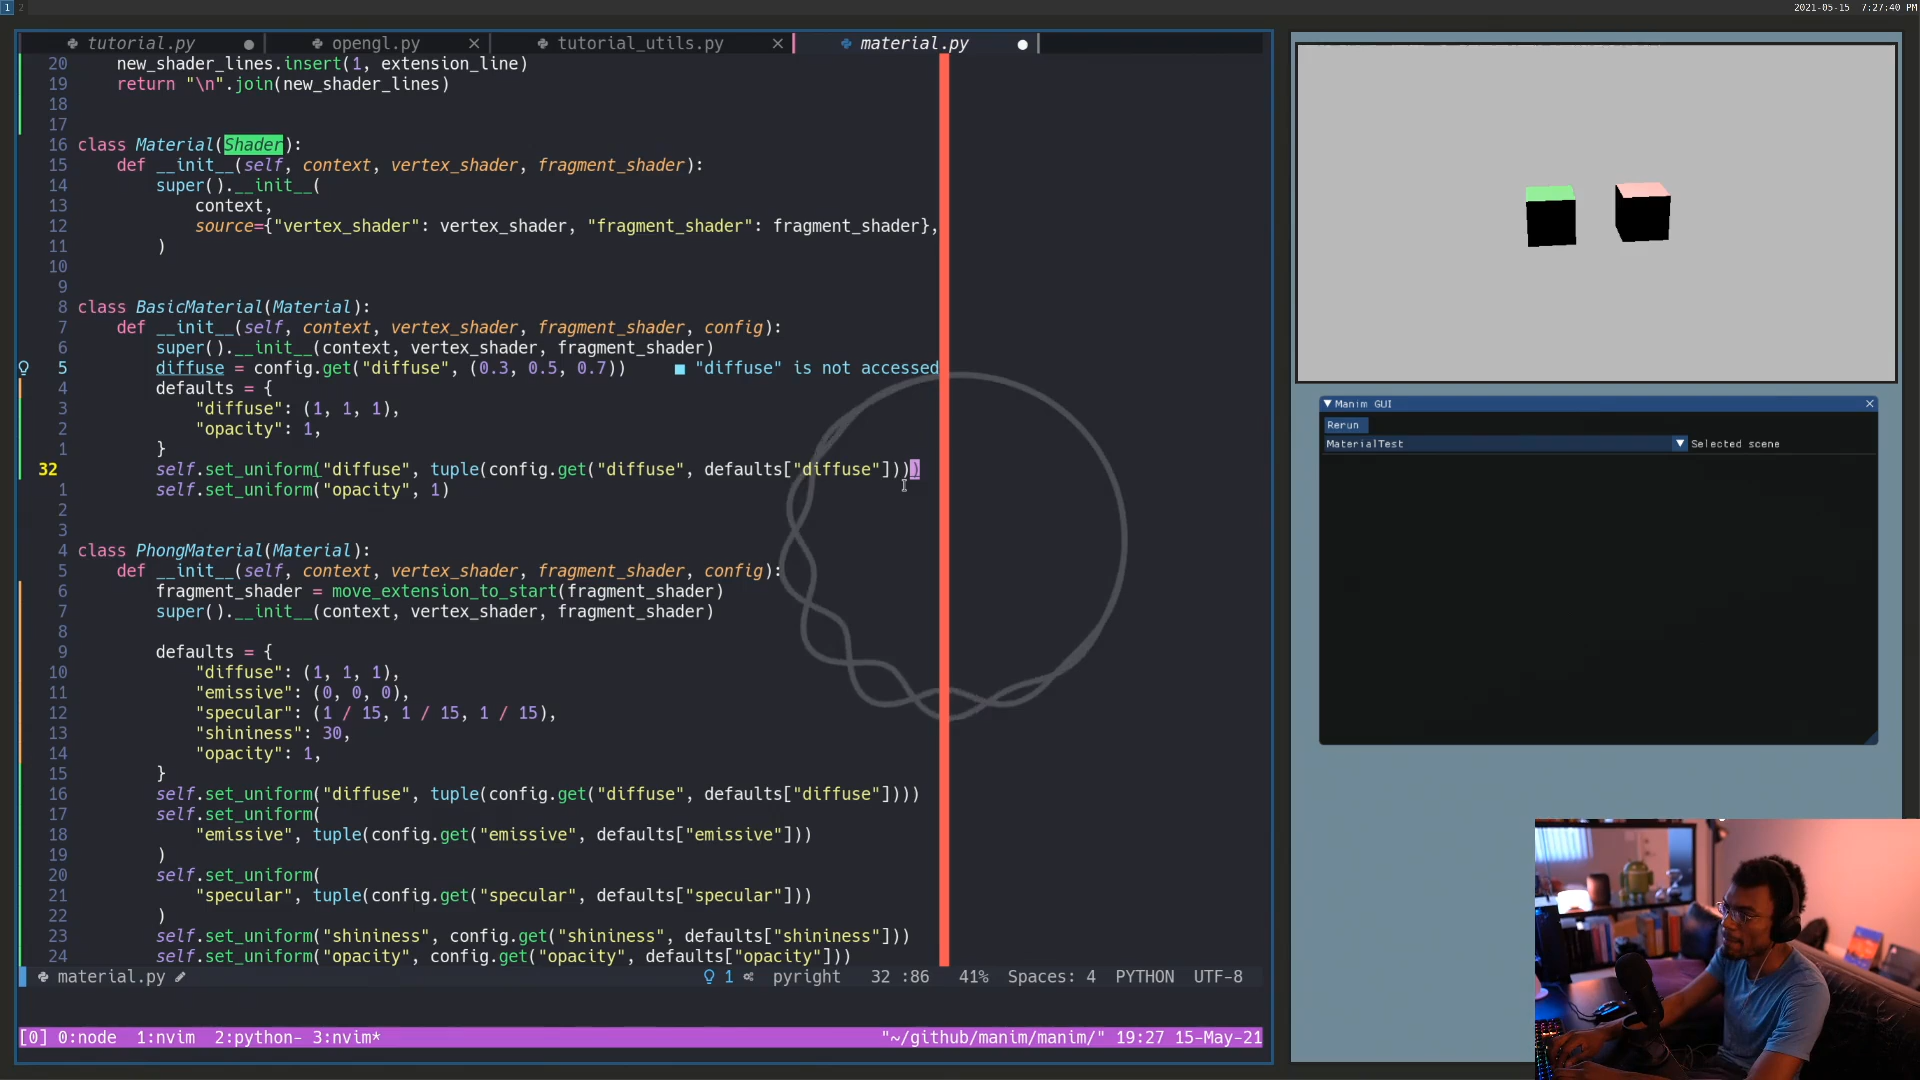 1 2
2021-05-15 7:27:40 PM
tutorial.py ● opengl.py × tutorial_utils.py × material.py ●
20 new_shader_lines.insert(1, extension_line)
19 return "\n".join(new_shader_lines)
18
17
16 class Material(Shader):
15 def __init__(self, context, vertex_shader, fragment_shader):
14 super().__init__(
13 context,
12 source={"vertex_shader": vertex_shader, "fragment_shader": fragment_shader},
11 )
10
9
8 class BasicMaterial(Material):
7 def __init__(self, context, vertex_shader, fragment_shader, config):
6 super().__init__(context, vertex_shader, fragment_shader)
5 diffuse = config.get("diffuse", (0.3, 0.5, 0.7)) ■ "diffuse" is not accessed
4 defaults = {
3 "diffuse": (1, 1, 1),
2 "opacity": 1,
1 }
32 self.set_uniform("diffuse", tuple(config.get("diffuse", defaults["diffuse"])))
1 self.set_uniform("opacity", 1)
2
3
4 class PhongMaterial(Material):
5 def __init__(self, context, vertex_shader, fragment_shader, config):
6 fragment_shader = move_extension_to_start(fragment_shader)
7 super().__init__(context, vertex_shader, fragment_shader)
8
9 defaults = {
10 "diffuse": (1, 1, 1),
11 "emissive": (0, 0, 0),
12 "specular": (1 / 15, 1 / 15, 1 / 15),
13 "shininess": 30,
14 "opacity": 1,
15 }
16 self.set_uniform("diffuse", tuple(config.get("diffuse", defaults["diffuse"])))
17 self.set_uniform(
18 "emissive", tuple(config.get("emissive", defaults["emissive"]))
19 )
20 self.set_uniform(
21 "specular", tuple(config.get("specular", defaults["specular"]))
22 )
23 self.set_uniform("shininess", config.get("shininess", defaults["shininess"]))
24 self.set_uniform("opacity", config.get("opacity", defaults["opacity"]))
material.py 1 pyright 32 :86 41% Spaces: 4 PYTHON UTF-8
[0] 0:node 1:nvim 2:python- 3:nvim* "~/github/manim/manim/" 19:27 15-May-21
Manim GUI
Rerun
MaterialTest Selected scene